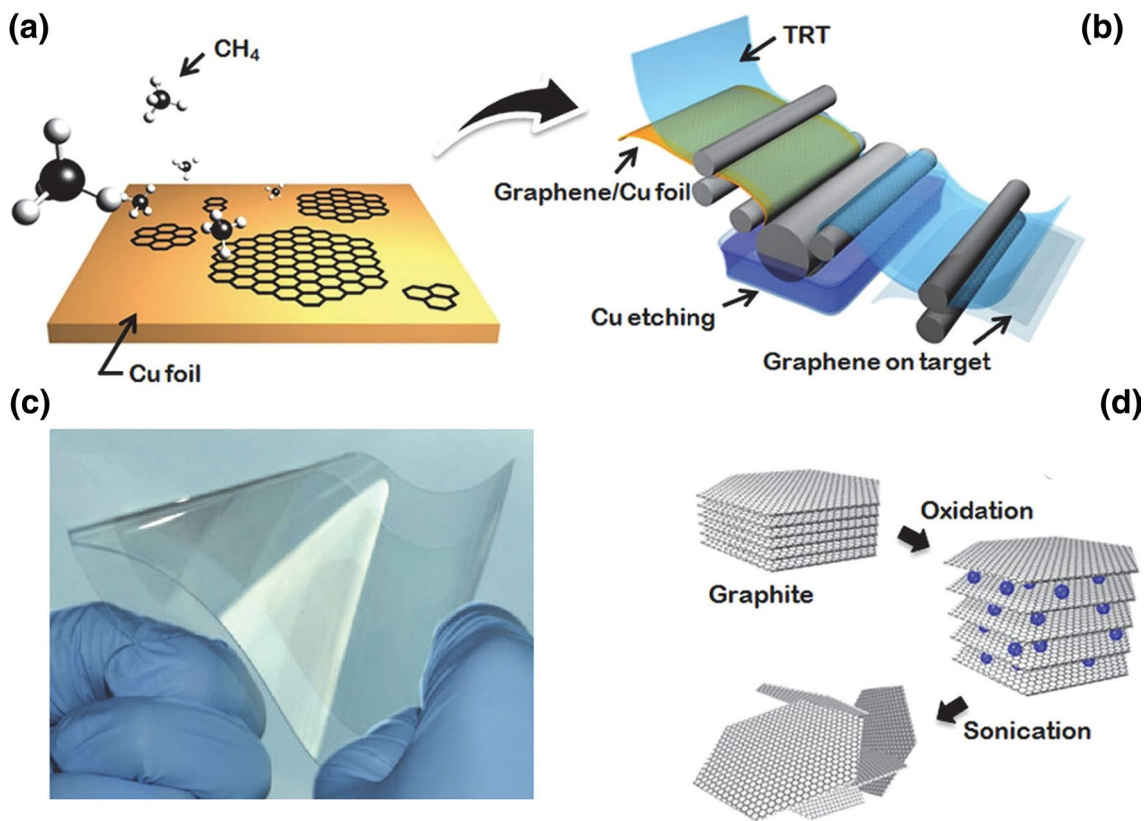 (a)
CH₄
Cu foil
(b)
TRT
Graphene/Cu foil
Cu etching
Graphene on target
(c)
(d)
Graphite
Oxidation
Sonication